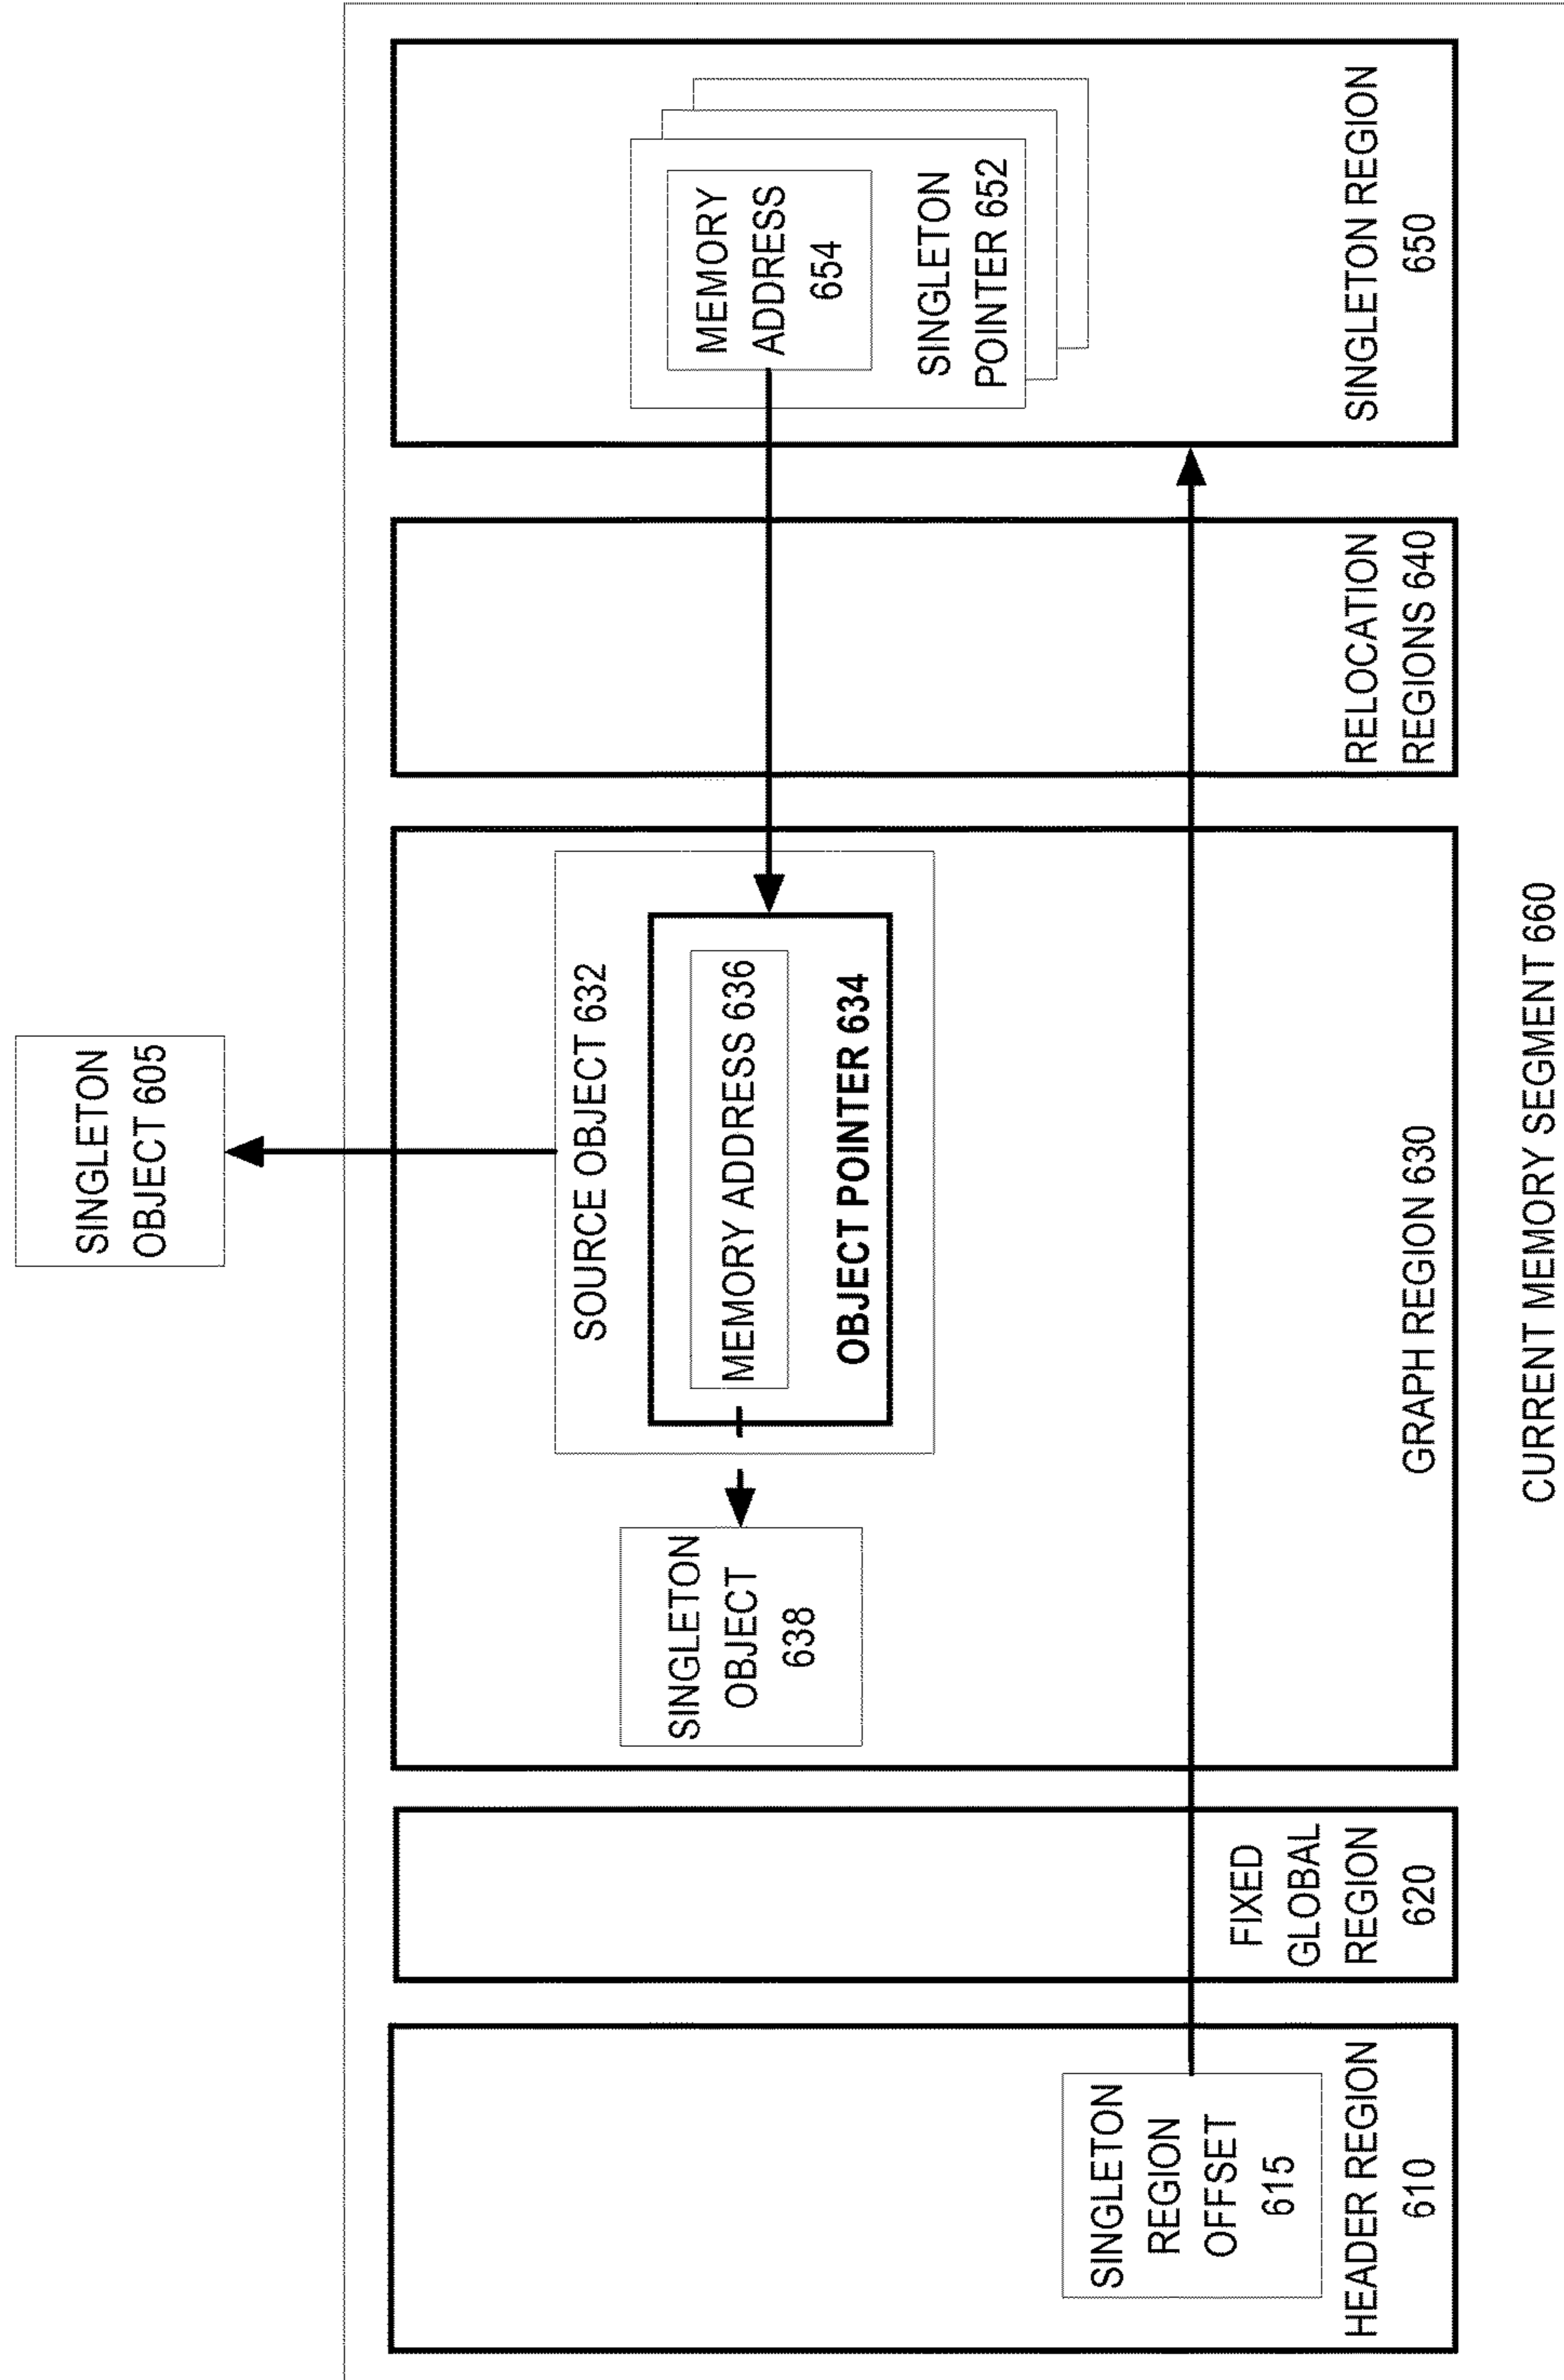 SINGLETON
OBJECT 605
HEADER REGION
610
SINGLETON
REGION
OFFSET
615
FIXED
GLOBAL
REGION
620
GRAPH REGION 630
SINGLETON
OBJECT
638
SOURCE OBJECT 632
MEMORY ADDRESS 636
OBJECT POINTER 634
RELOCATION
REGIONS 640
MEMORY
ADDRESS
654
SINGLETON
POINTER 652
SINGLETON REGION
650
CURRENT MEMORY SEGMENT 660